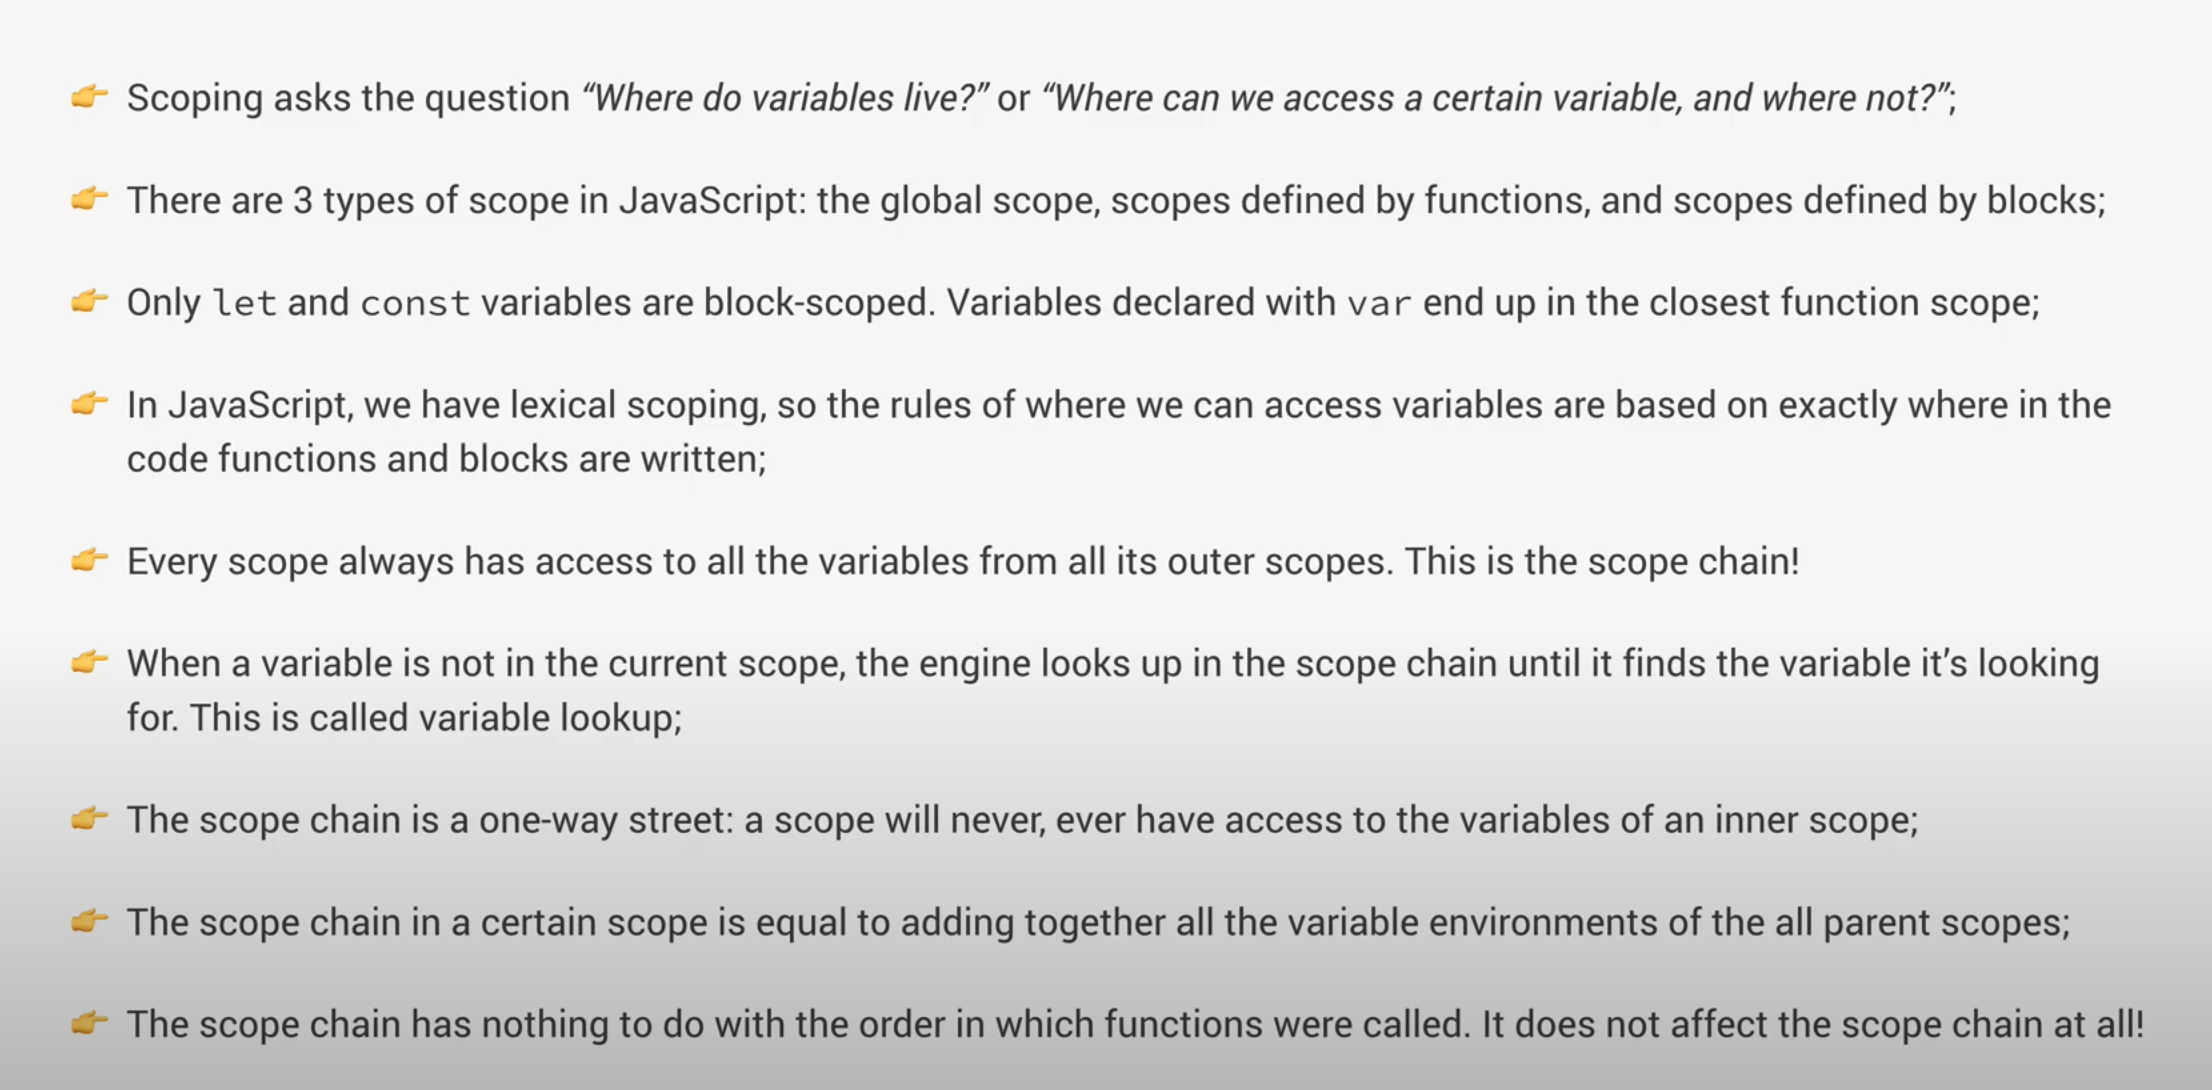 Scoping asks the question “Where do variables live?” or “Where can we access a certain variable, and where not?”;
There are 3 types of scope in JavaScript: the global scope, scopes defined by functions, and scopes defined by blocks;
Only let and const variables are block-scoped. Variables declared with var end up in the closest function scope;
In JavaScript, we have lexical scoping, so the rules of where we can access variables are based on exactly where in the
code functions and blocks are written;
Every scope always has access to all the variables from all its outer scopes. This is the scope chain!
When a variable is not in the current scope, the engine looks up in the scope chain until it finds the variable it’s looking
for. This is called variable lookup;
The scope chain is a one-way street: a scope will never, ever have access to the variables of an inner scope;
The scope chain in a certain scope is equal to adding together all the variable environments of the all parent scopes;
The scope chain has nothing to do with the order in which functions were called. It does not affect the scope chain at all!